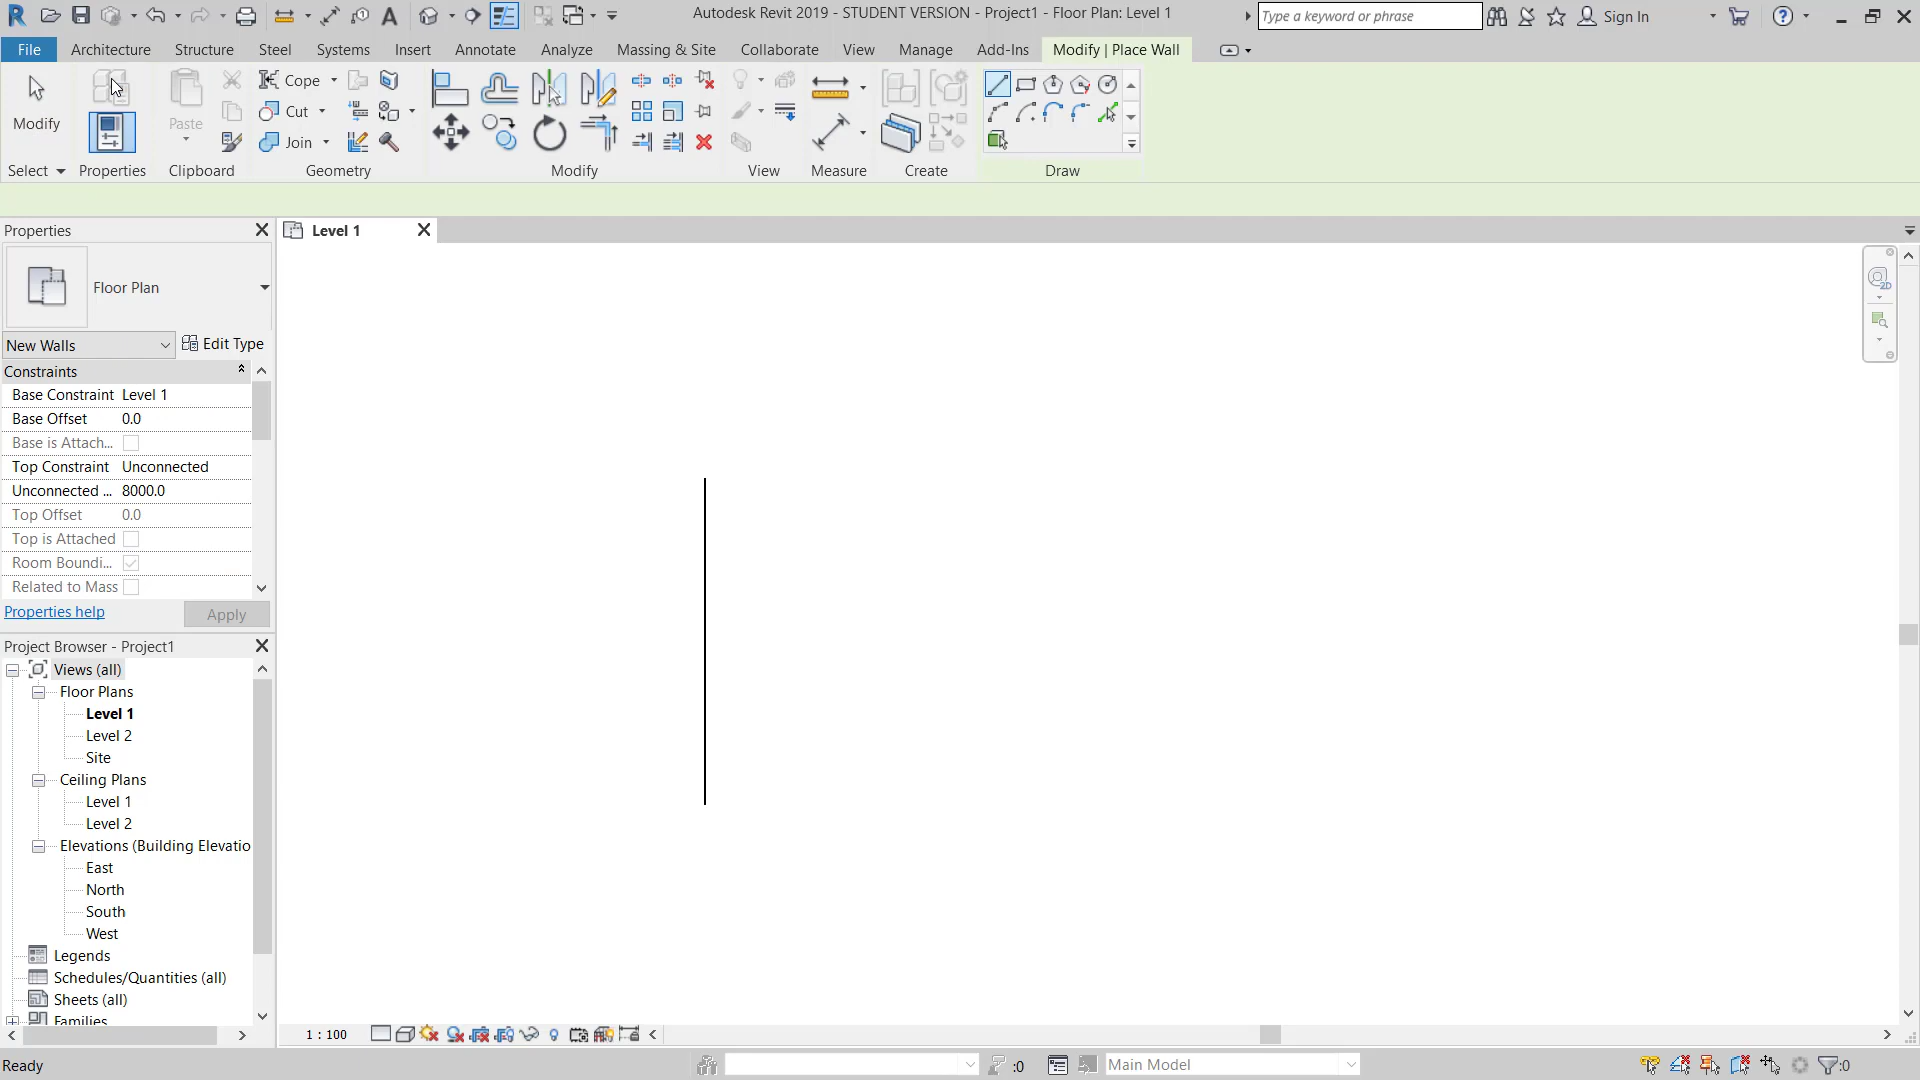 Autodesk Revit 2019 - STUDENT VERSION - Project1 - Floor Plan: Level 1
Type a keyword or phrase
Sign In
File Architecture Structure Steel Systems Insert Annotate Analyze Massing & Site Collaborate View Manage Add-Ins Modify | Place Wall
Modify
Paste
Cope
Cut
Join
Select Properties Clipboard Geometry Modify View Measure Create Draw
Properties
Level 1
Floor Plan
2D
New Walls
Edit Type
Constraints
Base Constraint Level 1
Base Offset 0.0
Base is Attach...
Top Constraint Unconnected
Unconnected ... 8000.0
Top Offset 0.0
Top is Attached
Room Boundi...
Related to Mass
Properties help
Apply
Project Browser - Project1
Views (all)
Floor Plans
Level 1
Level 2
Site
Ceiling Plans
Level 1
Level 2
Elevations (Building Elevatio
East
North
South
West
Legends
Schedules/Quantities (all)
Sheets (all)
Families
1 : 100
Ready
:0
Main Model
:0